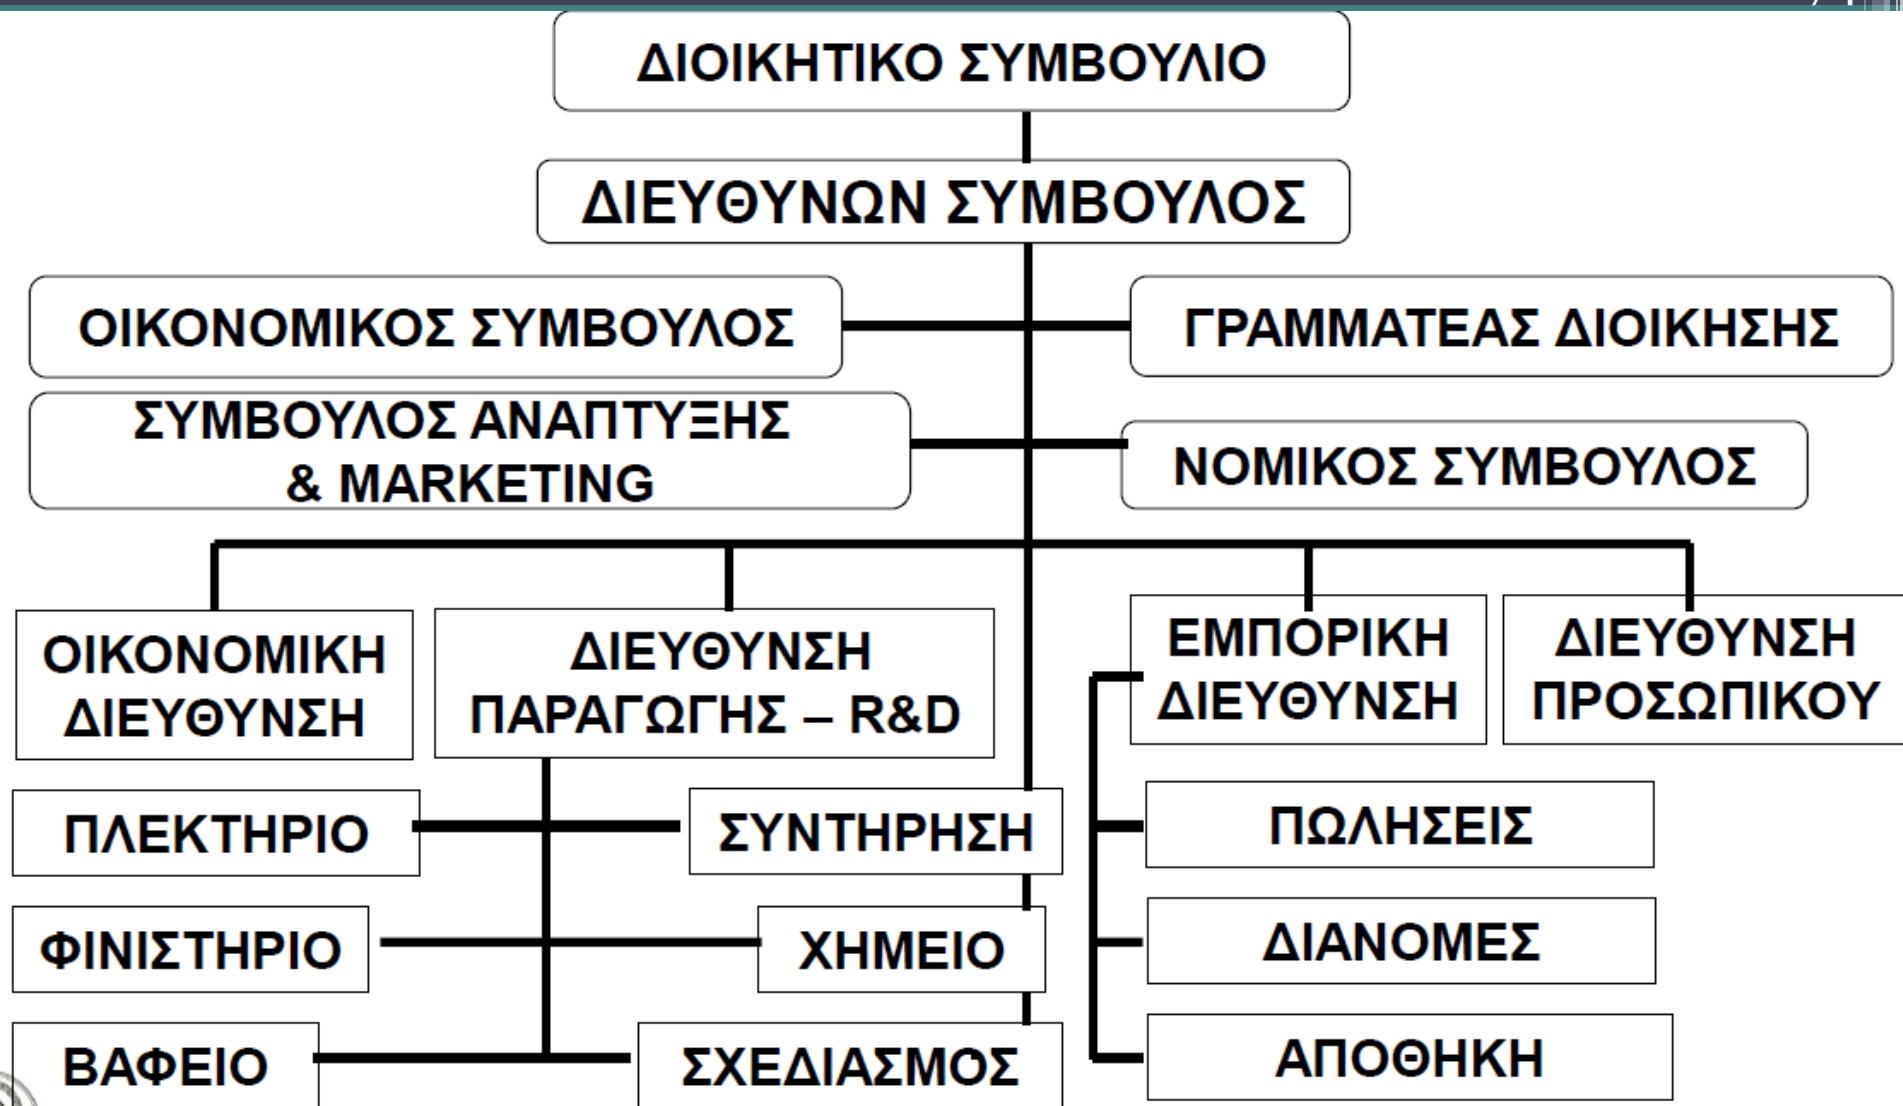 ΔΙΟΙΚΗΤΙΚΟ ΣΥΜΒΟΥΛΙΟ
ΔΙΕΥΘΥΝΩΝ ΣΥΜΒΟΥΛΟΣ
ΟΙΚΟΝΟΜΙΚΟΣ ΣΥΜΒΟΥΛΟΣ
ΓΡΑΜΜΑΤΕΑΣ ΔΙΟΙΚΗΣΗΣ
ΣΥΜΒΟΥΛΟΣ ΑΝΑΠΤΥΞΗΣ
& MARKETING
ΝΟΜΙΚΟΣ ΣΥΜΒΟΥΛΟΣ
ΟΙΚΟΝΟΜΙΚΗ
ΔΙΕΥΘΥΝΣΗ
ΔΙΕΥΘΥΝΣΗ
ΠΑΡΑΓΩΓΗΣ – R&D
ΕΜΠΟΡΙΚΗ
ΔΙΕΥΘΥΝΣΗ
ΔΙΕΥΘΥΝΣΗ
ΠΡΟΣΩΠΙΚΟΥ
ΠΛΕΚΤΗΡΙΟ
ΣΥΝΤΗΡΗΣΗ
ΠΩΛΗΣΕΙΣ
ΦΙΝΙΣΤΗΡΙΟ
ΧΗΜΕΙΟ
ΔΙΑΝΟΜΕΣ
ΒΑΦΕΙΟ
ΣΧΕΔΙΑΣΜΟΣ
ΑΠΟΘΗΚΗ